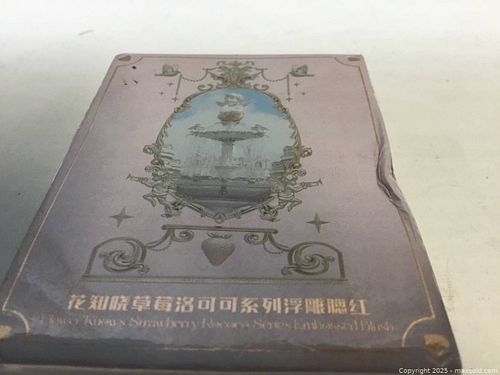 花知晓草莓洛可可系列浮雕腮红
Flower Knows Strawberry Rococo Series Embossed Blush
Copyright 2025 - maxsold.com